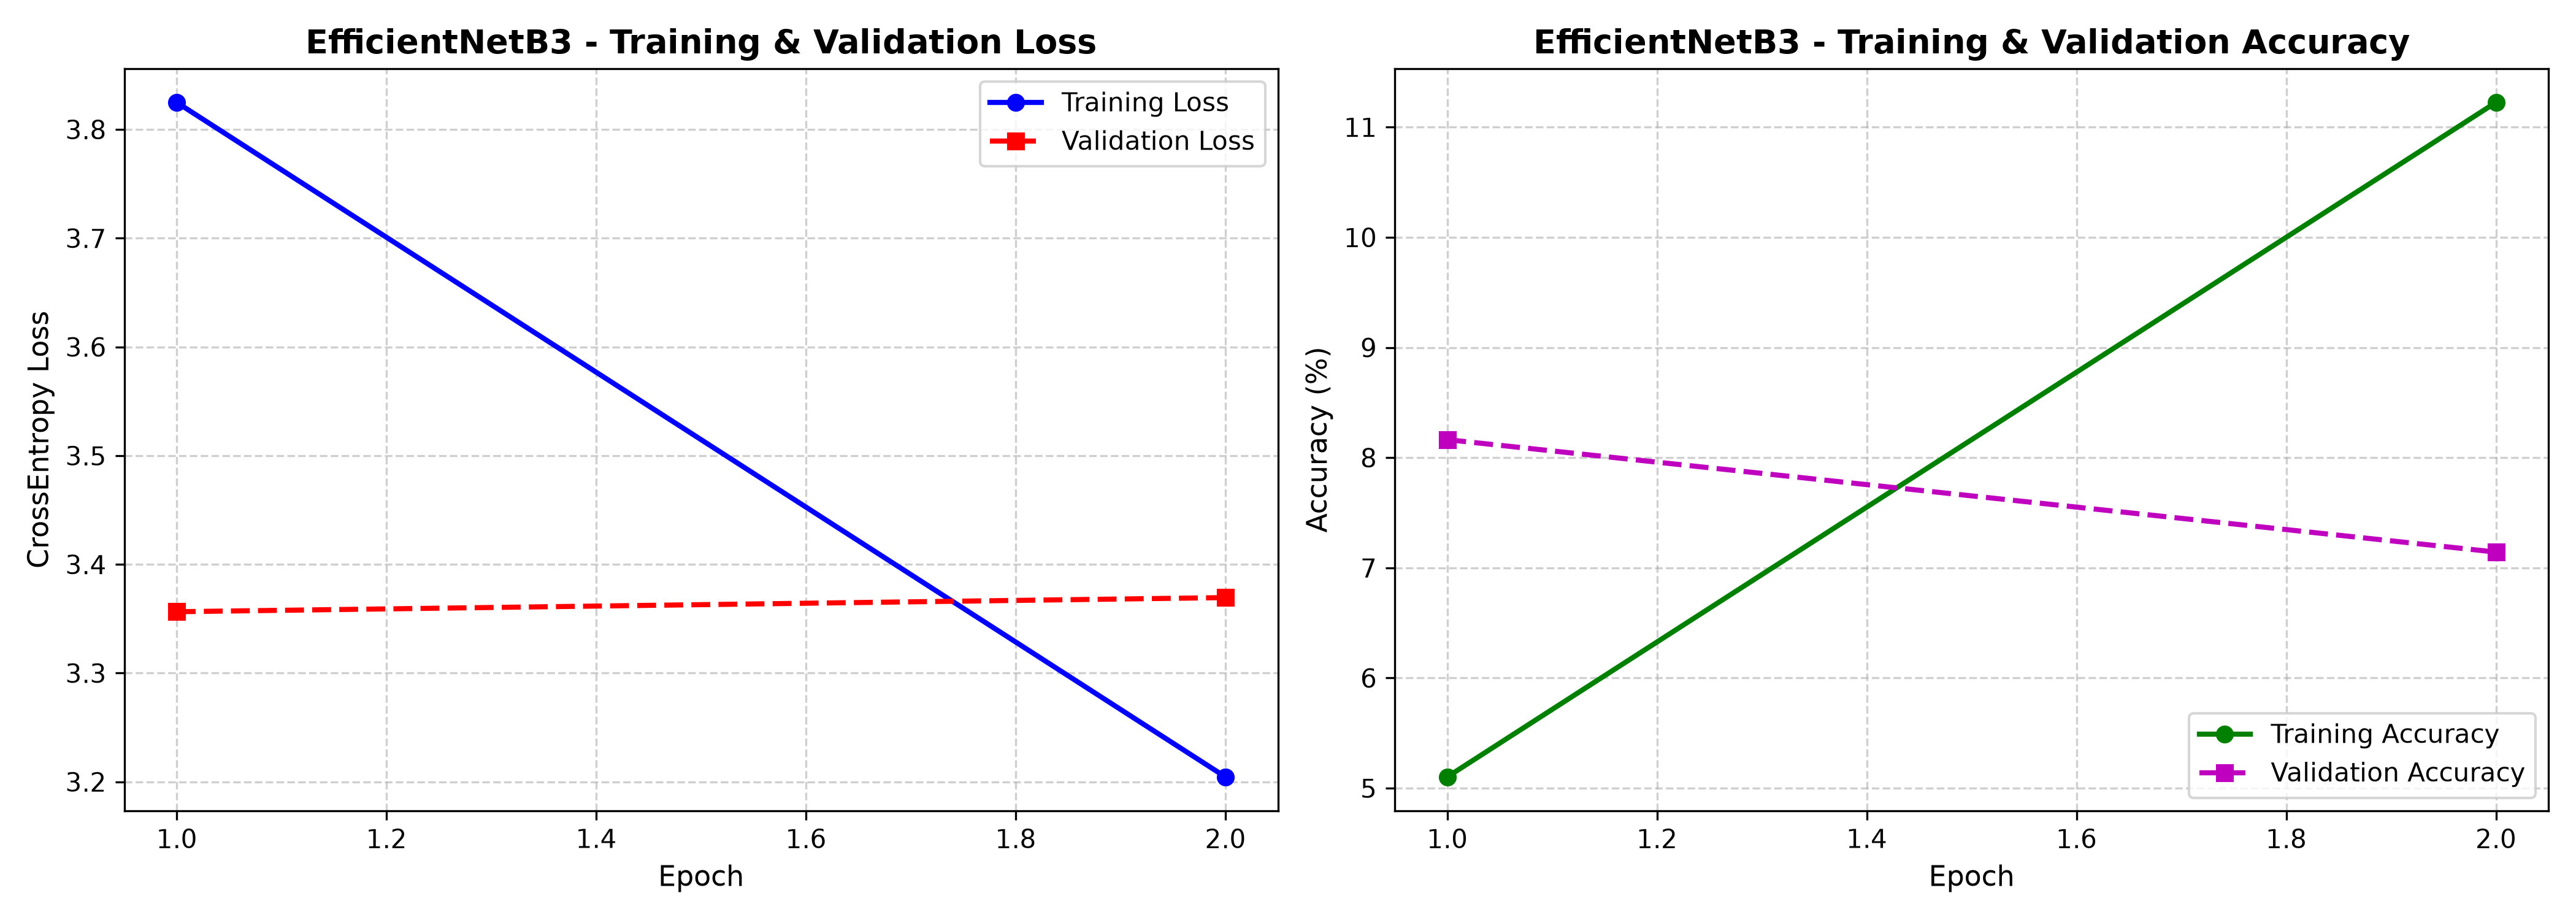 EfficientNetB3 - Training & Validation Loss
CrossEntropy Loss
3.8
3.7
3.6
3.5
3.4
3.3
3.2
Training Loss
Validation Loss
1.0 1.2 1.4 1.6 1.8 2.0
Epoch
EfficientNetB3 - Training & Validation Accuracy
Accuracy (%)
11
10
9
8
7
6
5
Training Accuracy
Validation Accuracy
1.0 1.2 1.4 1.6 1.8 2.0
Epoch